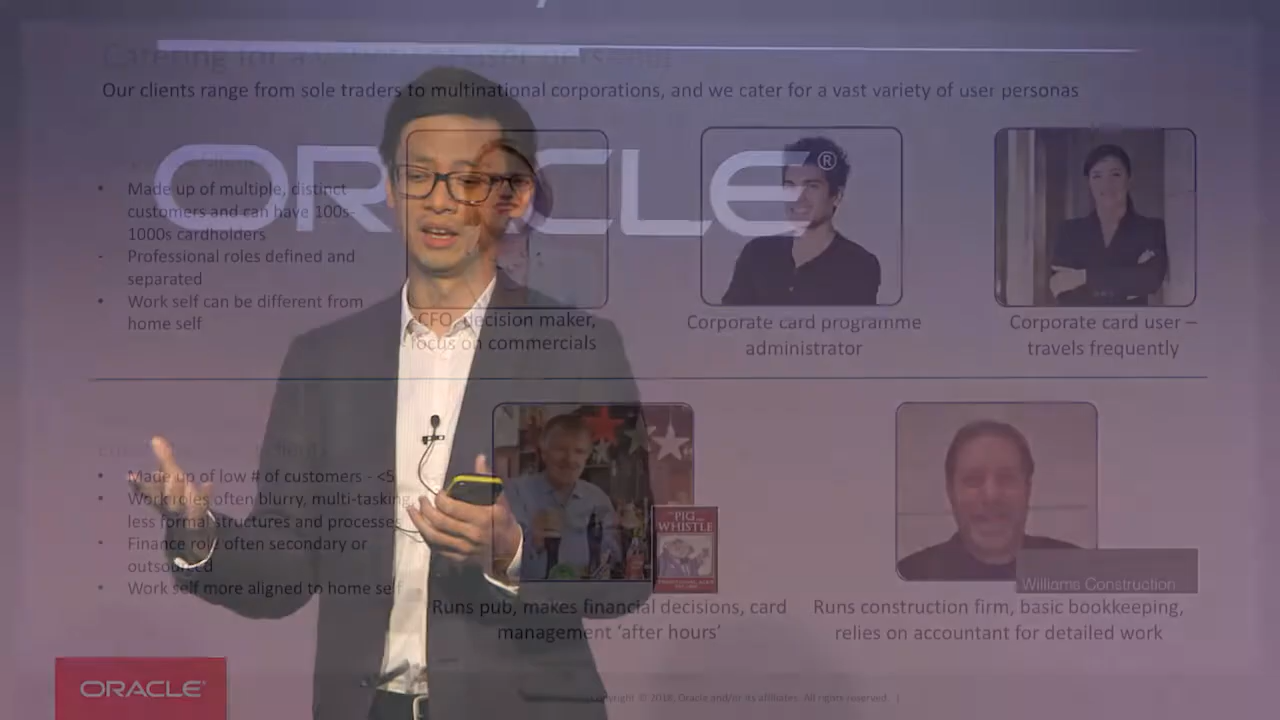 Catering for a
Our clients range from sole traders to multinational corporations, and we cater for a vast variety of user personas
ORACLE®
• Made up of multiple, distinct
customers and can have 100s-
1000s cardholders
- Professional roles defined and
separated
• Work self can be different from
home self
CFO, decision maker,
focus on commercials
Corporate card programme
administrator
Corporate card user –
travels frequently
• Made up of low # of customers - <5
• Work roles often blurry, multi-tasking,
less formal structures and processes
• Finance role often secondary or
outsourced
• Work self more aligned to home self
PIG
WHISTLE
Williams Construction
Runs pub, makes financial decisions, card
management ‘after hours’
Runs construction firm, basic bookkeeping,
relies on accountant for detailed work
ORACLE®
Copyright © 2018, Oracle and/or its affiliates. All rights reserved. |